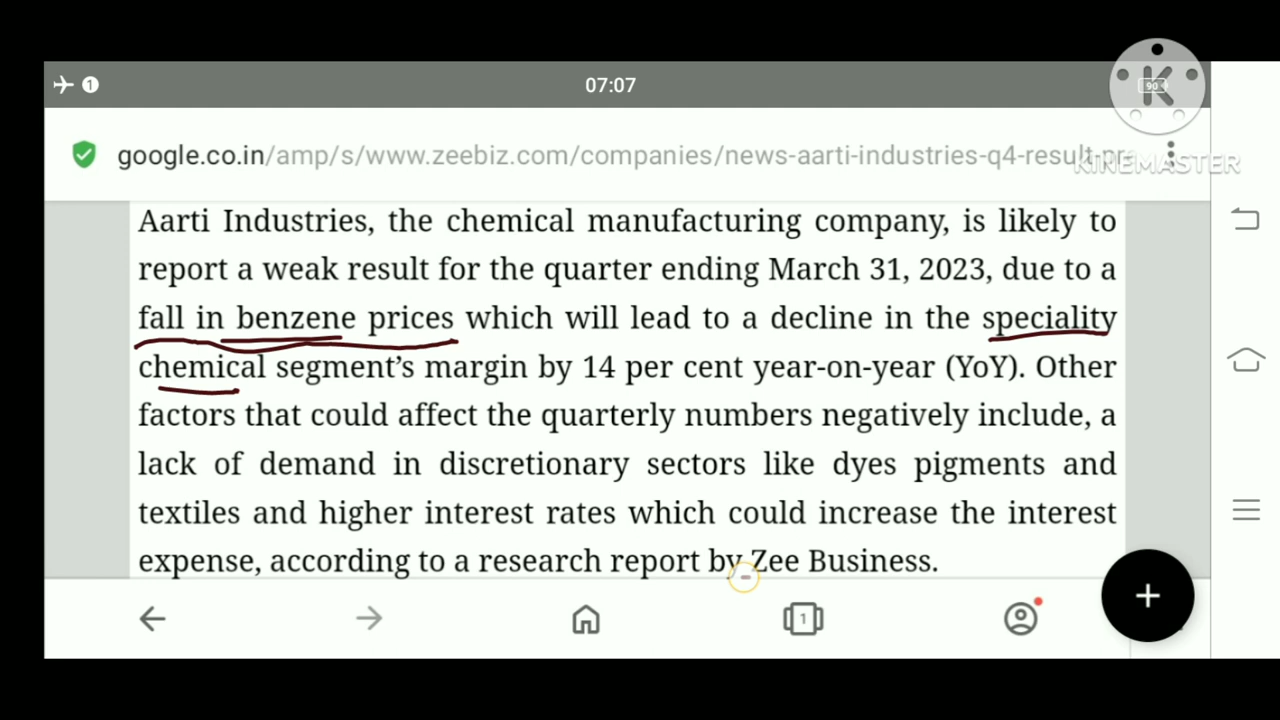 1
07:07
90
google.co.in/amp/s/www.zeebiz.com/companies/news-aarti-industries-q4-result-pr
KINEMASTER
Aarti Industries, the chemical manufacturing company, is likely to
report a weak result for the quarter ending March 31, 2023, due to a
fall in benzene prices which will lead to a decline in the speciality
chemical segment’s margin by 14 per cent year-on-year (YoY). Other
factors that could affect the quarterly numbers negatively include, a
lack of demand in discretionary sectors like dyes pigments and
textiles and higher interest rates which could increase the interest
expense, according to a research report by Zee Business.
1